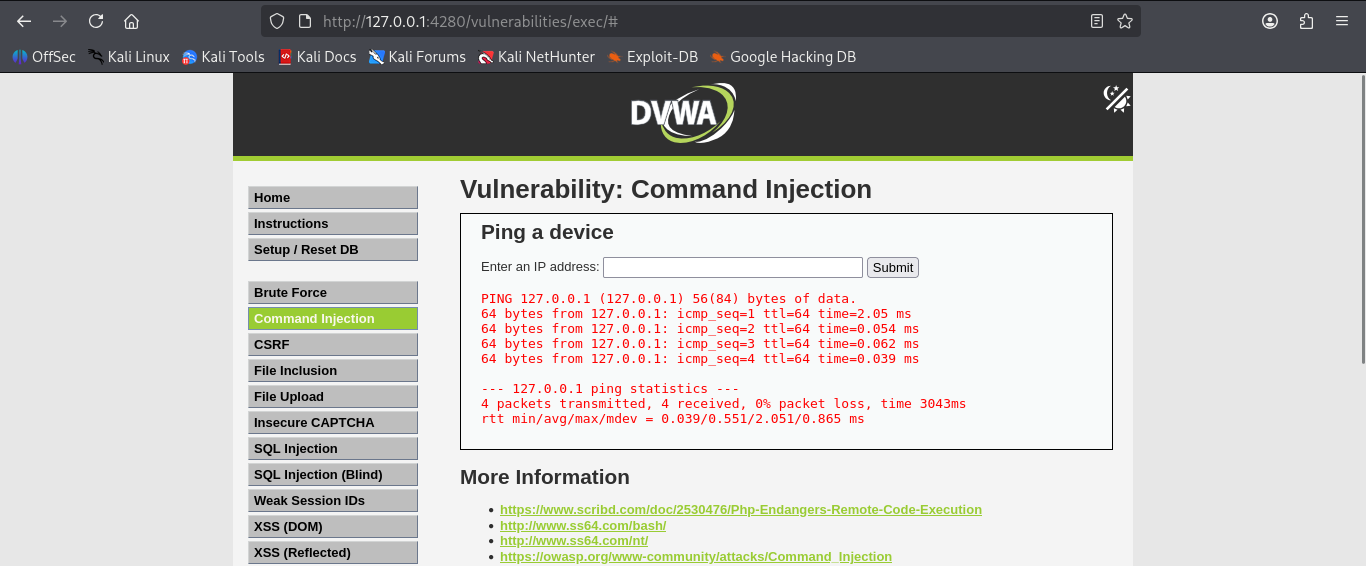 http://127.0.0.1:4280/vulnerabilities/exec/#
OffSec Kali Linux Kali Tools Kali Docs Kali Forums Kali NetHunter Exploit-DB Google Hacking DB
DVWA
Home
Instructions
Setup / Reset DB
Brute Force
Command Injection
CSRF
File Inclusion
File Upload
Insecure CAPTCHA
SQL Injection
SQL Injection (Blind)
Weak Session IDs
XSS (DOM)
XSS (Reflected)
Vulnerability: Command Injection
Ping a device
Enter an IP address: Submit
PING 127.0.0.1 (127.0.0.1) 56(84) bytes of data.
64 bytes from 127.0.0.1: icmp_seq=1 ttl=64 time=2.05 ms
64 bytes from 127.0.0.1: icmp_seq=2 ttl=64 time=0.054 ms
64 bytes from 127.0.0.1: icmp_seq=3 ttl=64 time=0.062 ms
64 bytes from 127.0.0.1: icmp_seq=4 ttl=64 time=0.039 ms
--- 127.0.0.1 ping statistics ---
4 packets transmitted, 4 received, 0% packet loss, time 3043ms
rtt min/avg/max/mdev = 0.039/0.551/2.051/0.865 ms
More Information
https://www.scribd.com/doc/2530476/Php-Endangers-Remote-Code-Execution
http://www.ss64.com/bash/
http://www.ss64.com/nt/
https://owasp.org/www-community/attacks/Command_Injection